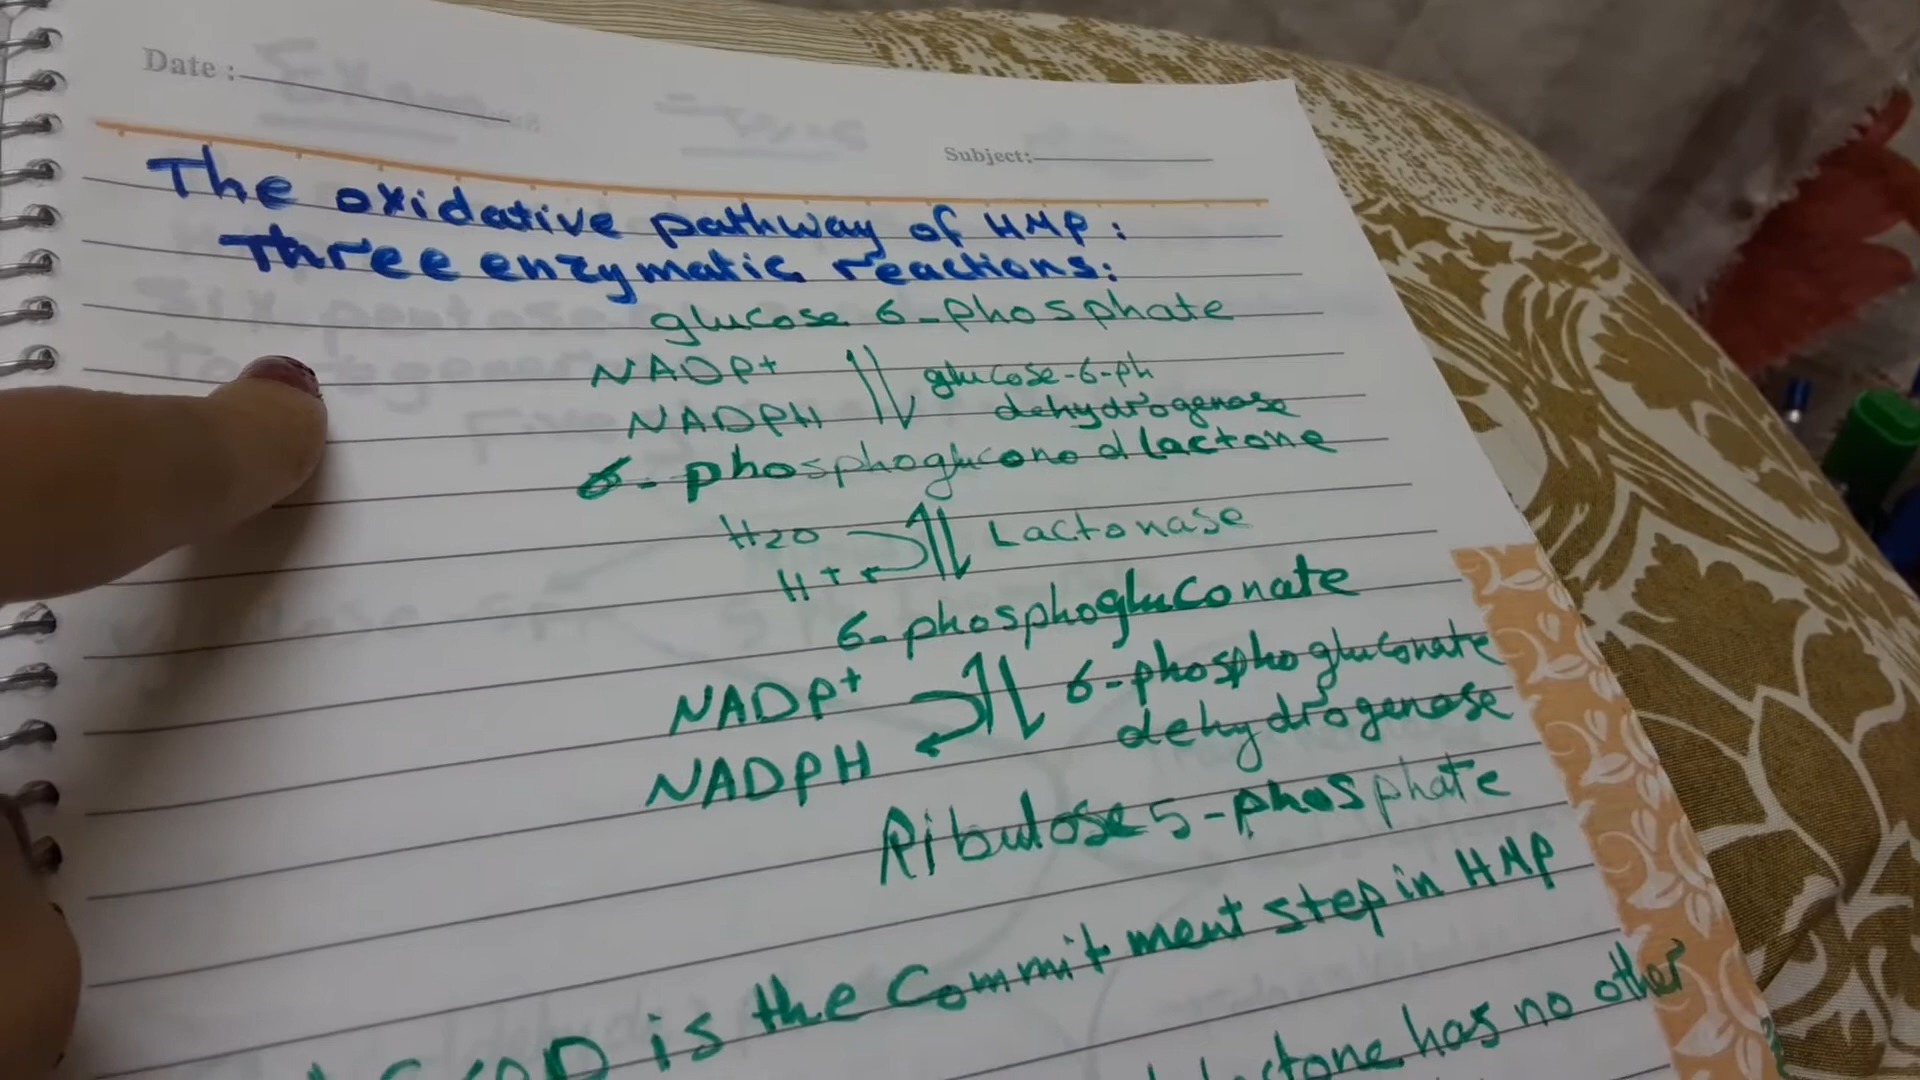 Date :
Subject:
The oxidative pathway of HMP:
Three enzymatic reactions:
glucose 6-phosphate
NADP+ glucose-6-ph
NADPH dehydrogenase
6-phosphoglucono d lactone
H2O Lactonase
H+
6-phosphogluconate
NADP+ 6-phosphogluconate
NADPH dehydrogenase
Ribulose 5-phosphate
is the Commitment step in HMP
has no other